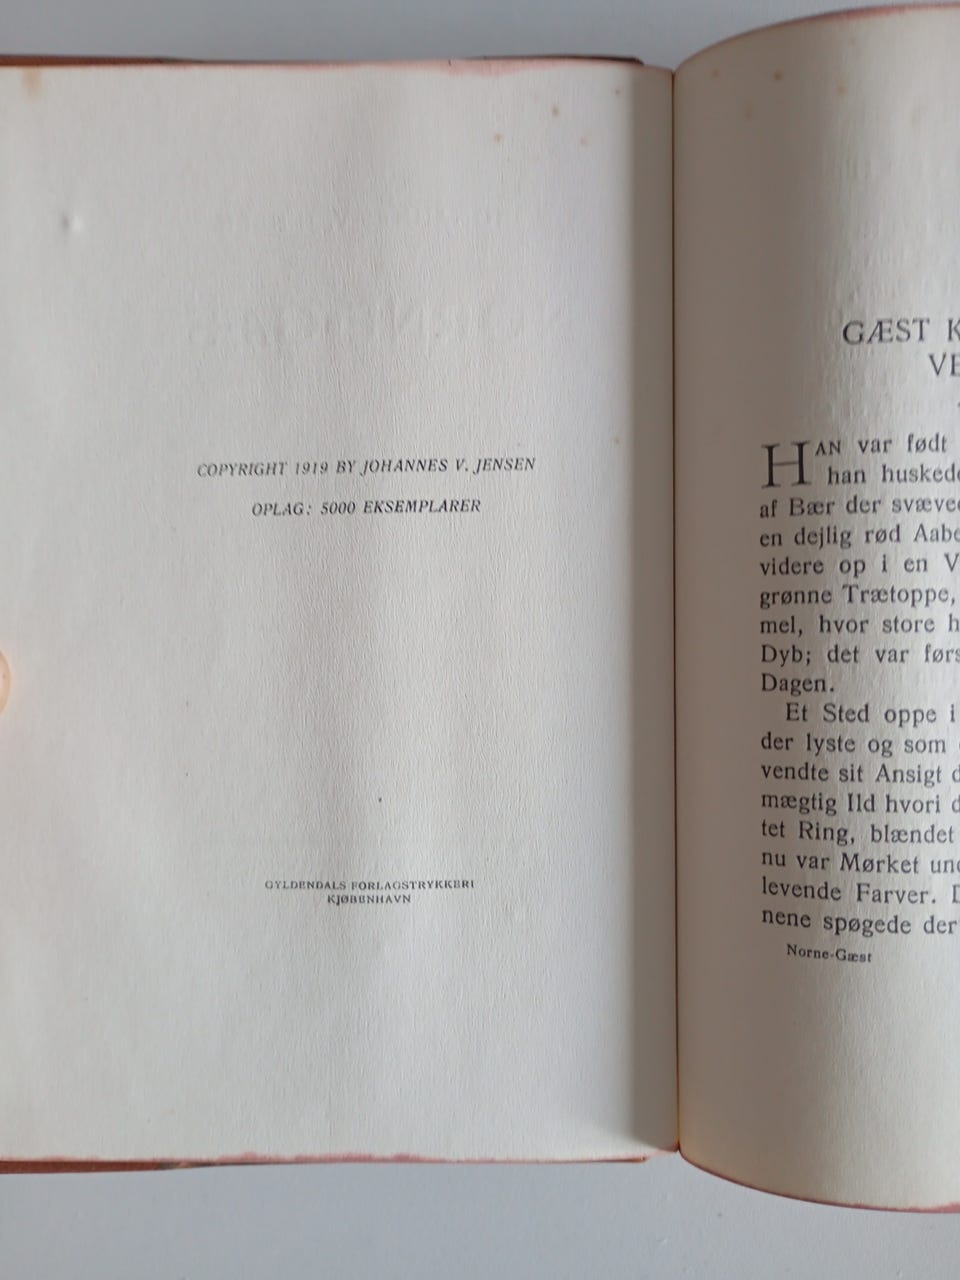 COPYRIGHT 1919 BY JOHANNES V. JENSEN
OPLAG: 5000 EKSEMPLARER
GYLDENDALS FORLAGSTRYKKERI
KJØBENHAVN
GÆST K
VE
HAN var født
han huskede
af Bær der svæved
en dejlig rød Aabe
videre op i en V
grønne Trætoppe,
mel, hvor store h
Dyb; det var førs
Dagen.
Et Sted oppe i
der lyste og som
vendte sit Ansigt d
mægtig Ild hvori d
tet Ring, blændet
nu var Mørket und
levende Farver. D
nene spøgede der
Norne-Gæst